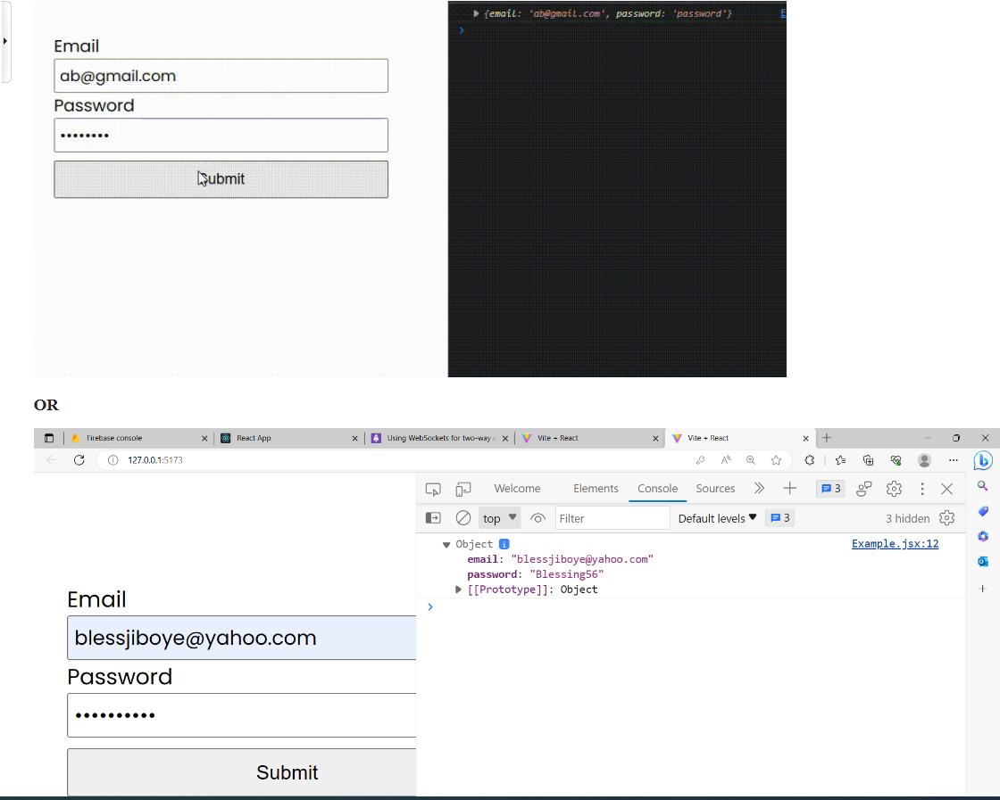 {email: 'ab@gmail.com', password: 'password'}
Email
ab@gmail.com
Password
••••••••
Submit
OR
Firebase console
React App
Using WebSockets for two-way c
Vite + React
Vite + React
127.0.0.1:5173
Welcome
Elements
Console
Sources
3
top
Filter
Default levels
3
3 hidden
Object
Example.jsx:12
email: "blessjiboye@yahoo.com"
password: "Blessing56"
[[Prototype]]: Object
Email
blessjiboye@yahoo.com
Password
••••••••••
Submit